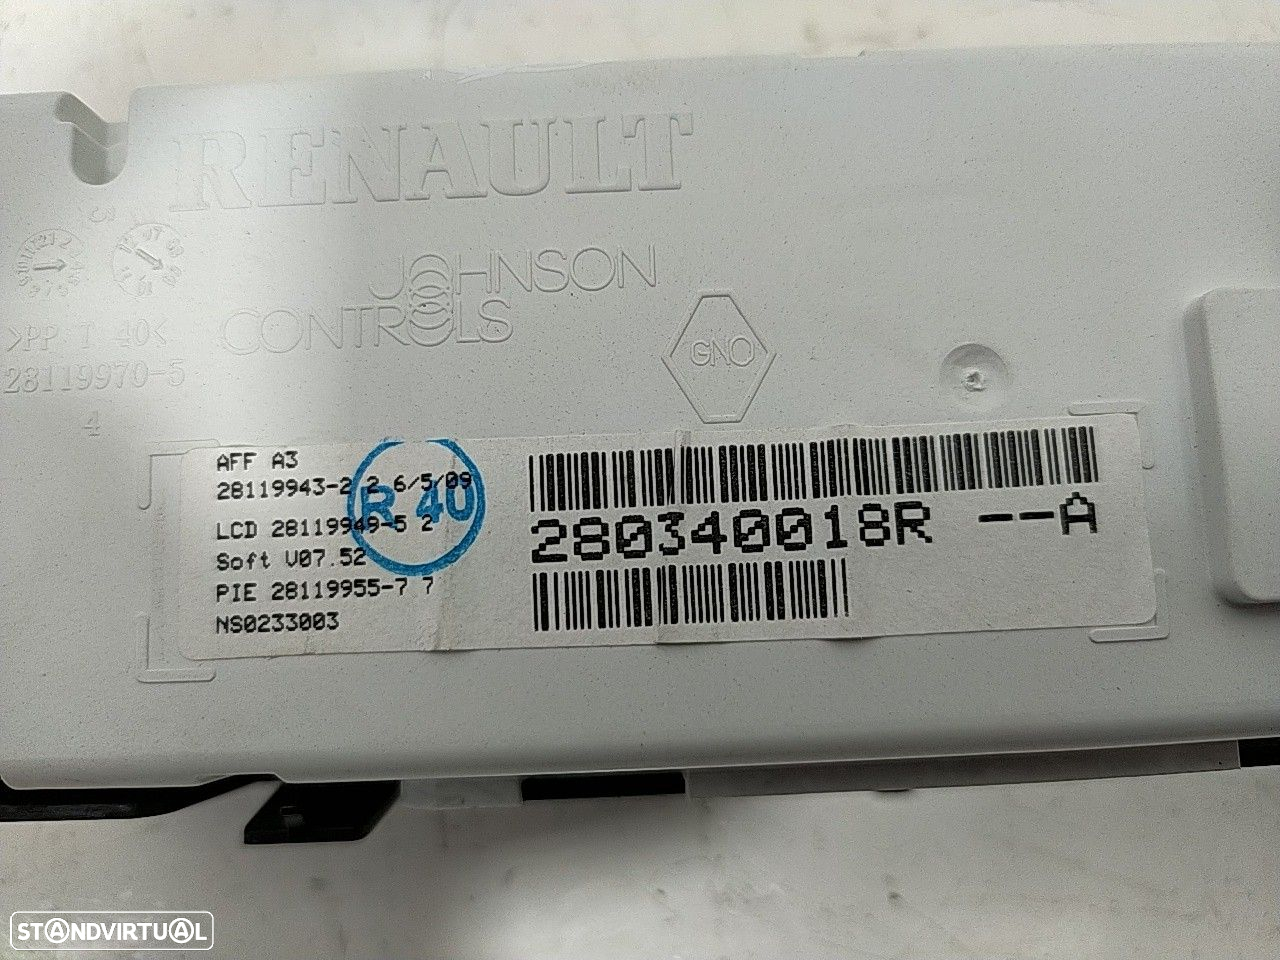 RENAULT
JOHNSON
CONTROLS
GNO
>PP T 40<
28119970-5
4
AFF A3
28119943-2 2 6/5/09
R 40
LCD 28119949-5 2
Soft V07.52
PIE 28119955-7 7
NS0233003
280340018R --A
STANDVIRTUAL